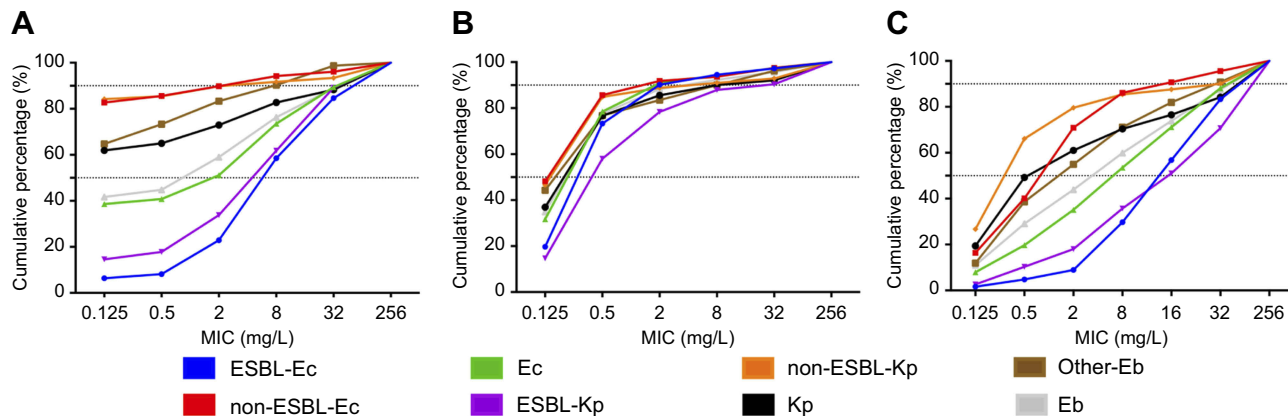 A
B
C
Cumulative percentage (%)
100
80
60
40
20
0
0.125 0.5 2 8 32 256
MIC (mg/L)
Cumulative percentage (%)
100
80
60
40
20
0
0.125 0.5 2 8 32 256
MIC (mg/L)
Cumulative percentage (%)
100
80
60
40
20
0
0.125 0.5 2 8 16 32 256
MIC (mg/L)
ESBL-Ec
Ec
non-ESBL-Kp
Other-Eb
non-ESBL-Ec
ESBL-Kp
Kp
Eb